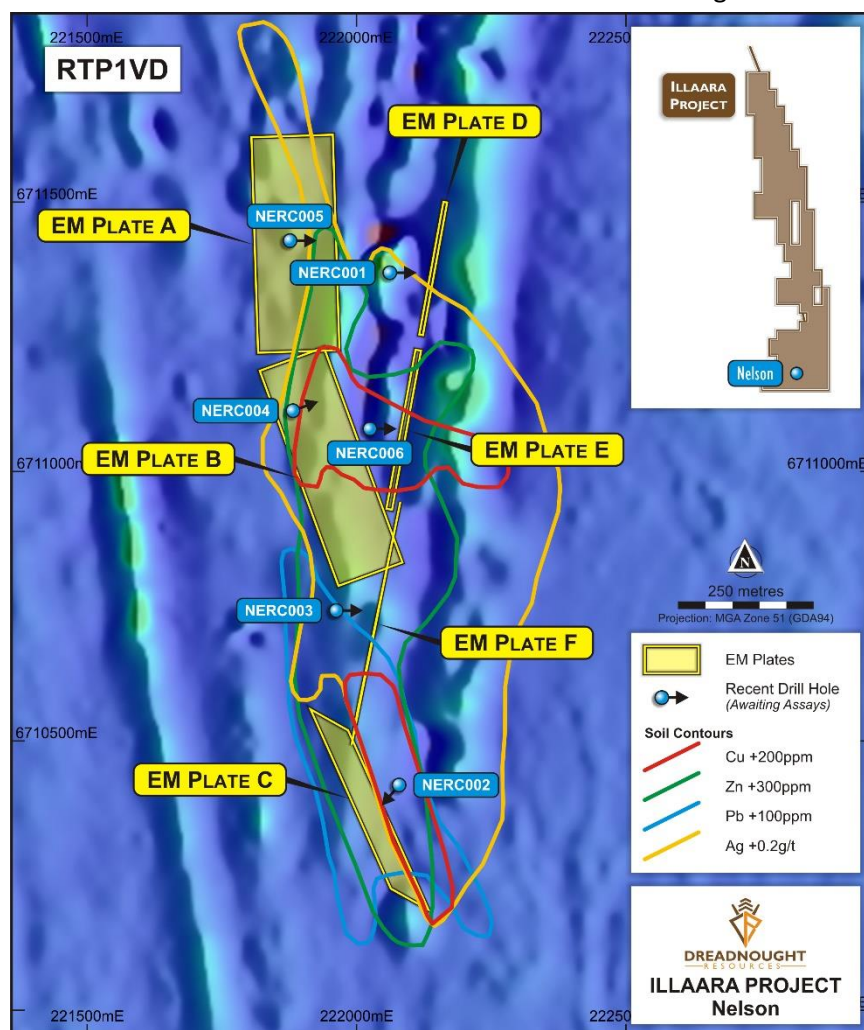 221500mE
222000mE
22250
RTP1VD
ILLAARA
PROJECT
Nelson
EM PLATE D
6711500mE
NERC005
EM PLATE A
NERC001
NERC004
NERC006
EM PLATE E
EM PLATE B
6711000mE
6711000mE
N
250 metres
Projection: MGA Zone 51 (GDA94)
NERC003
EM PLATE F
EM Plates
Recent Drill Hole
(Awaiting Assays)
Soil Contours
Cu +200ppm
Zn +300ppm
Pb +100ppm
Ag +0.2g/t
6710500mE
EM PLATE C
NERC002
DREADNOUGHT
RESOURCES
ILLAARA PROJECT
Nelson
221500mE
222000mE
22250